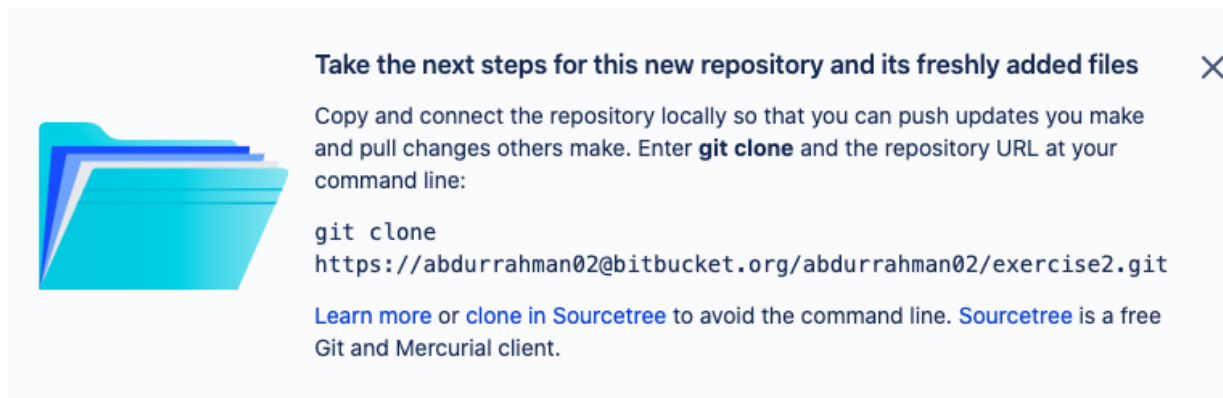 Take the next steps for this new repository and its freshly added files
Copy and connect the repository locally so that you can push updates you make
and pull changes others make. Enter git clone and the repository URL at your
command line:
git clone
https://abdurrahman02@bitbucket.org/abdurrahman02/exercise2.git
Learn more or clone in Sourcetree to avoid the command line. Sourcetree is a free
Git and Mercurial client.